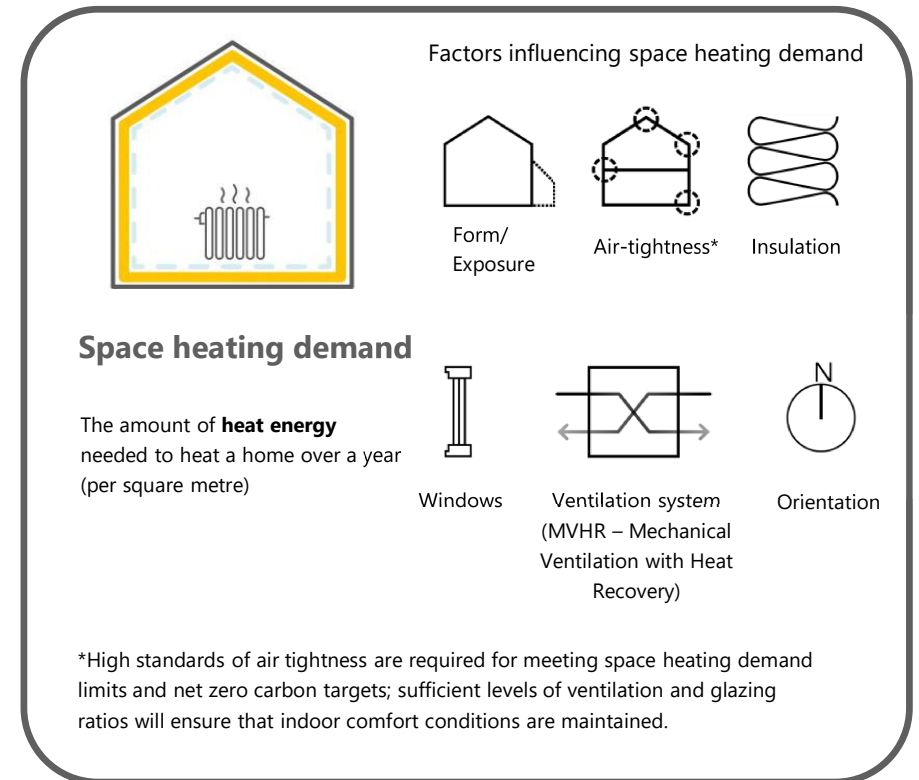 Factors influencing space heating demand
Form/
Exposure
Air-tightness*
Insulation
Space heating demand
The amount of heat energy
needed to heat a home over a year
(per square metre)
N
Windows
Ventilation system
(MVHR – Mechanical
Ventilation with Heat
Recovery)
Orientation
*High standards of air tightness are required for meeting space heating demand
limits and net zero carbon targets; sufficient levels of ventilation and glazing
ratios will ensure that indoor comfort conditions are maintained.